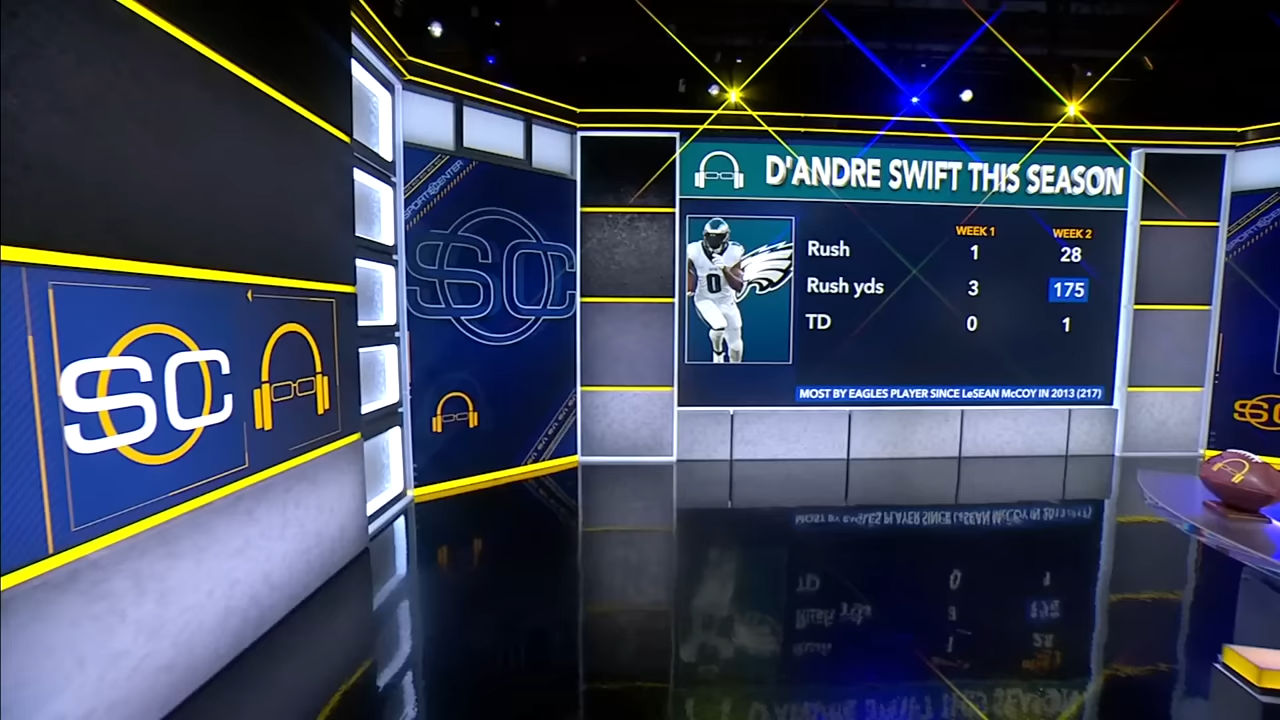 SC
SPORTSCENTER
SC
D'ANDRE SWIFT THIS SEASON
WEEK 1 WEEK 2
0
Rush 1 28
Rush yds 3 175
TD 0 1
MOST BY EAGLES PLAYER SINCE LeSEAN McCOY IN 2013 (217)
SC